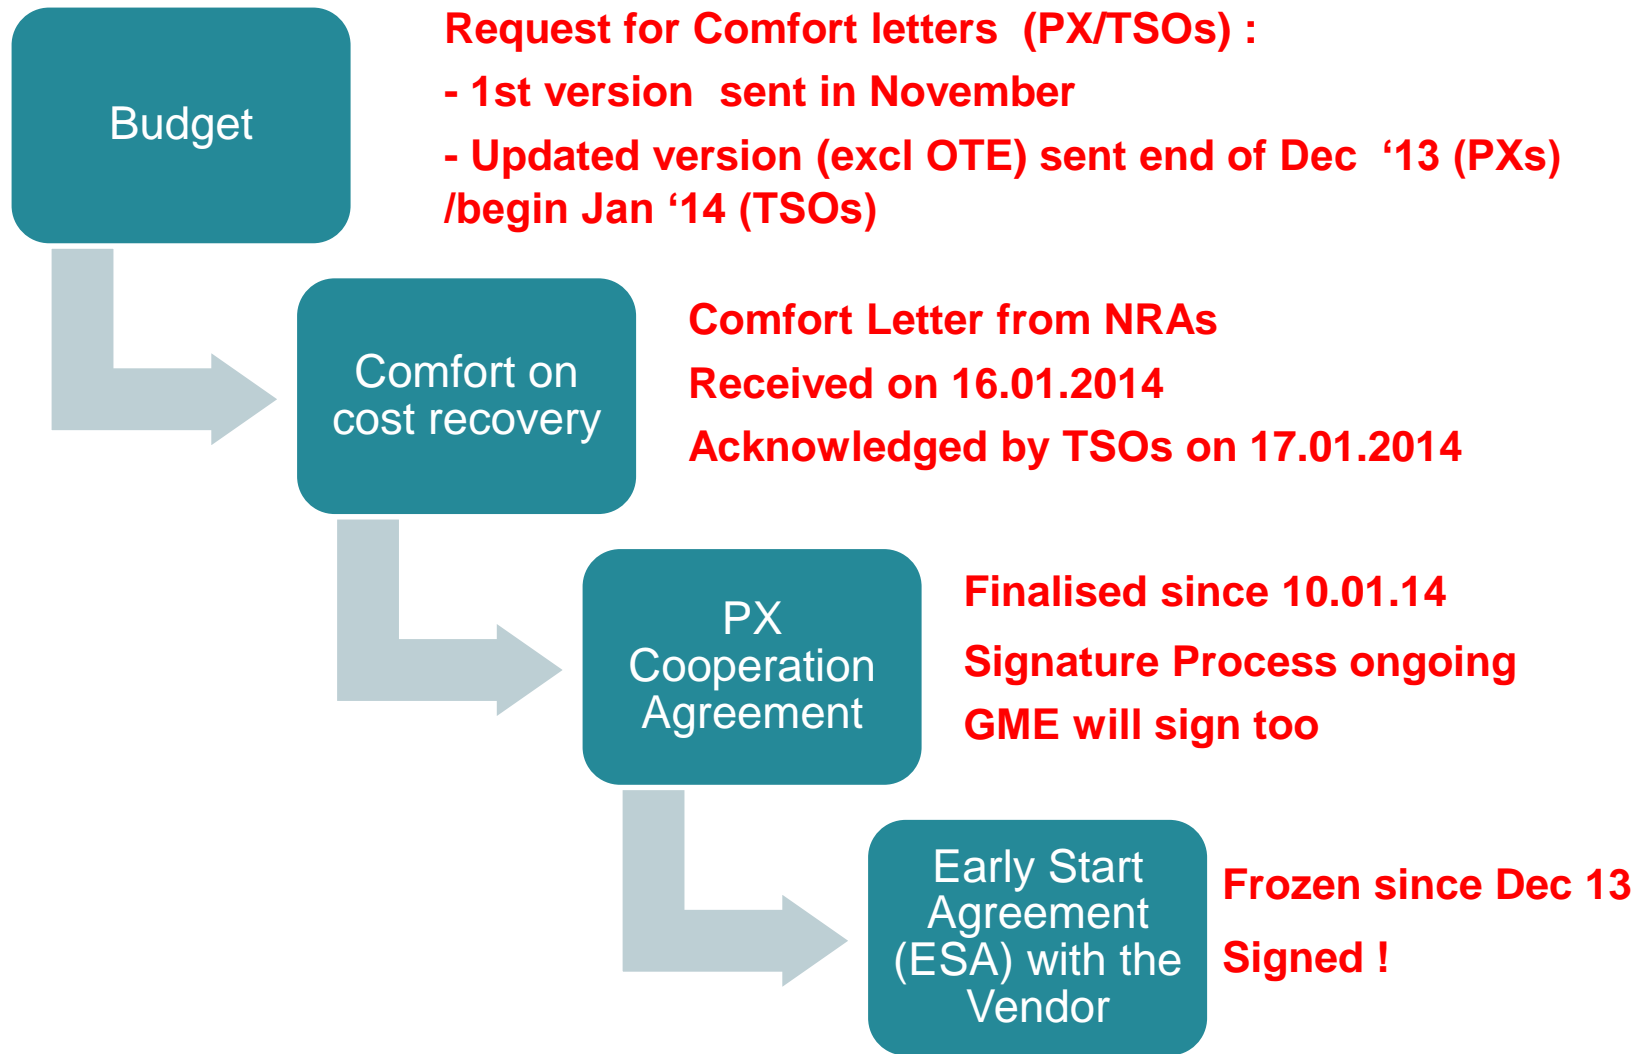 Budget
Request for Comfort letters  (PX/TSOs) :
- 1st version  sent in November
- Updated version (excl OTE) sent end of Dec  ‘13 (PXs)
/begin Jan ‘14 (TSOs)
Comfort on
cost recovery
Comfort Letter from NRAs
Received on 16.01.2014
Acknowledged by TSOs on 17.01.2014
PX
Cooperation
Agreement
Finalised since 10.01.14
Signature Process ongoing
GME will sign too
Early Start
Agreement
(ESA) with the
Vendor
Frozen since Dec 13
Signed !